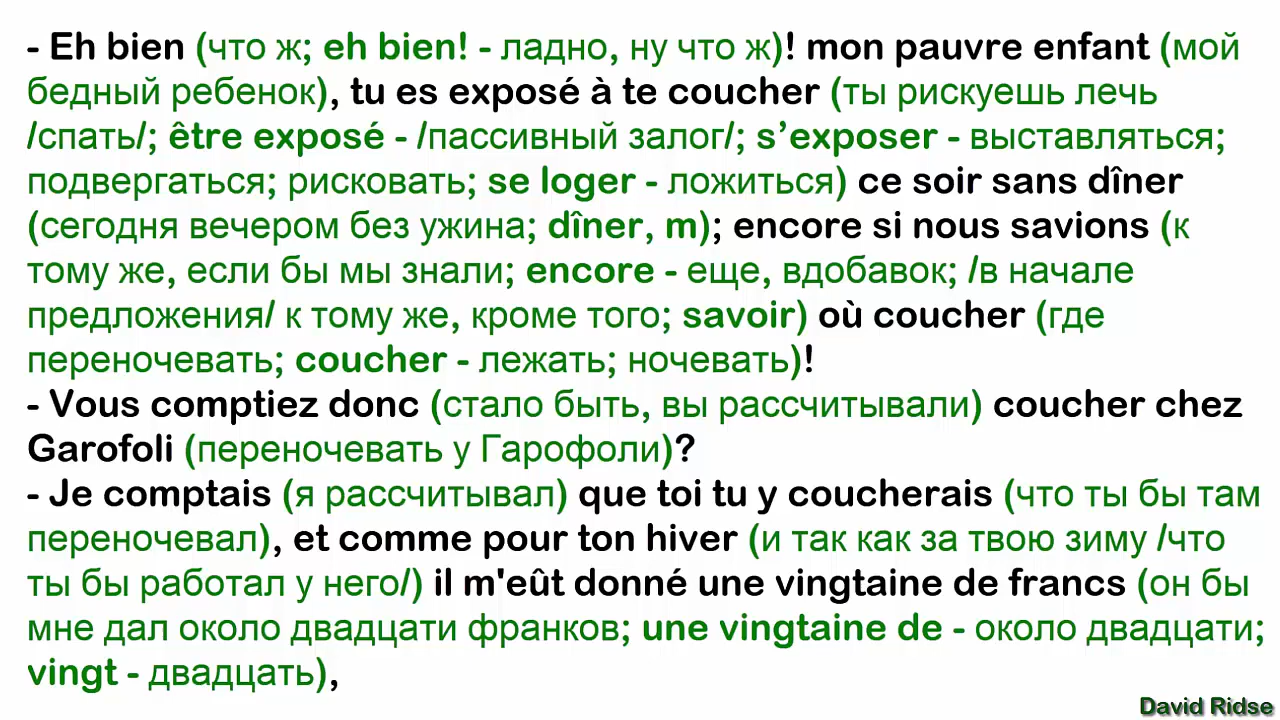 - Eh bien (что ж; eh bien! - ладно, ну что ж)! mon pauvre enfant (мой
бедный ребенок), tu es exposé à te coucher (ты рискуешь лечь
/спать/; être exposé - /пассивный залог/; s’exposer - выставляться;
подвергаться; рисковать; se loger - ложиться) ce soir sans dîner
(сегодня вечером без ужина; dîner, m); encore si nous savions (к
тому же, если бы мы знали; encore - еще, вдобавок; /в начале
предложения/ к тому же, кроме того; savoir) où coucher (где
переночевать; coucher - лежать; ночевать)!
- Vous comptiez donc (стало быть, вы рассчитывали) coucher chez
Garofoli (переночевать у Гарофоли)?
- Je comptais (я рассчитывал) que toi tu y coucherais (что ты бы там
переночевал), et comme pour ton hiver (и так как за твою зиму /что
ты бы работал у него/) il m'eût donné une vingtaine de francs (он бы
мне дал около двадцати франков; une vingtaine de - около двадцати;
vingt - двадцать),
David Ridse